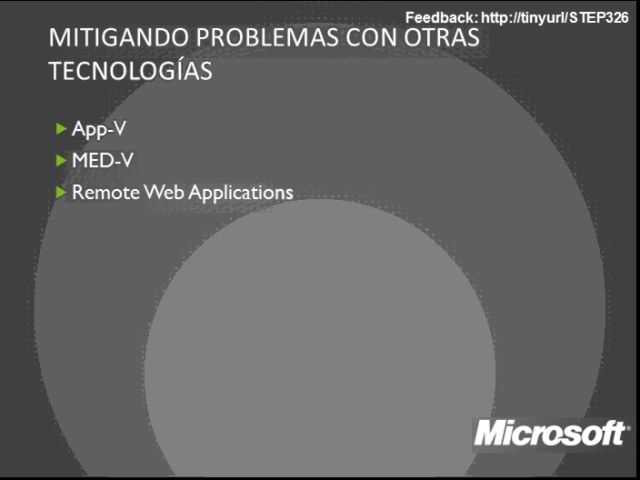 Feedback: http://tinyurl/STEP326
MITIGANDO PROBLEMAS CON OTRAS
TECNOLOGÍAS
App-V
MED-V
Remote Web Applications
Microsoft